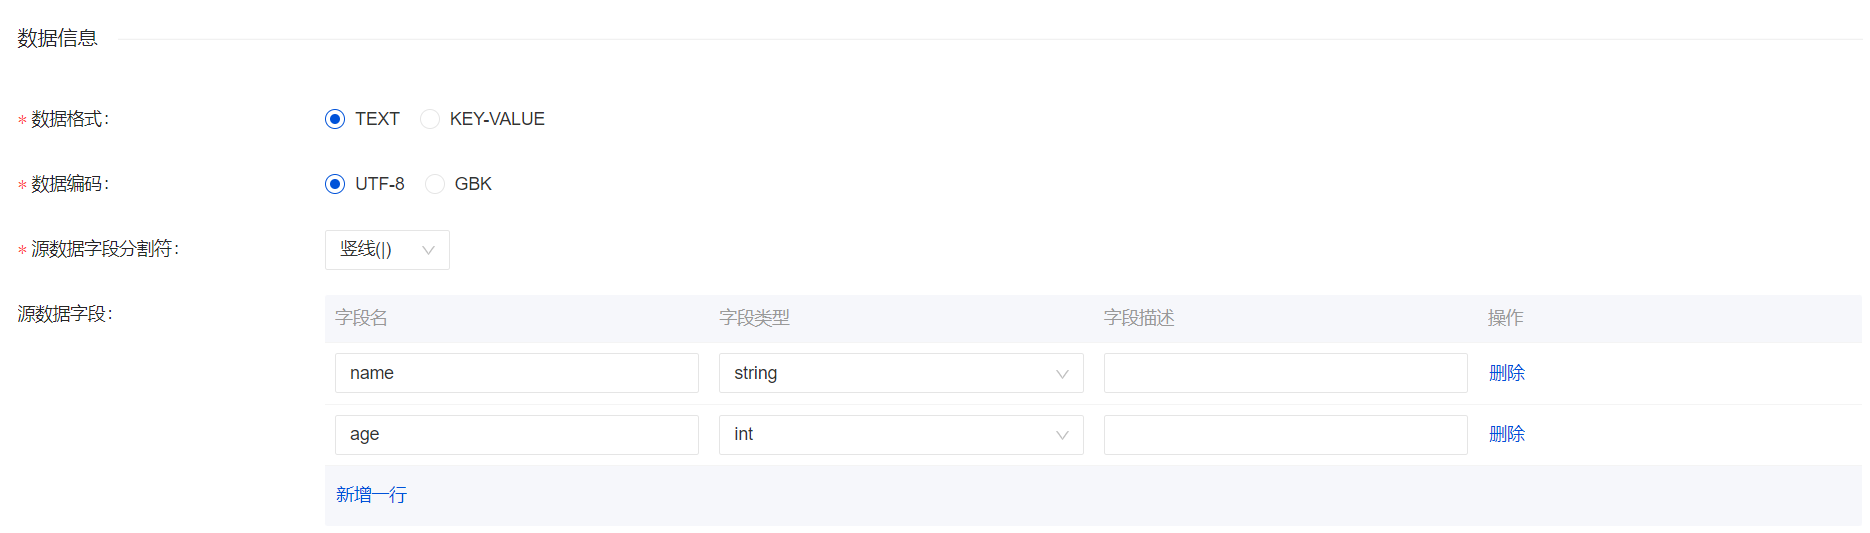 数据信息
* 数据格式： TEXT KEY-VALUE
* 数据编码： UTF-8 GBK
* 源数据字段分割符： 竖线(|)
源数据字段： 字段名 字段类型 字段描述 操作
name string 删除
age int 删除
新增一行